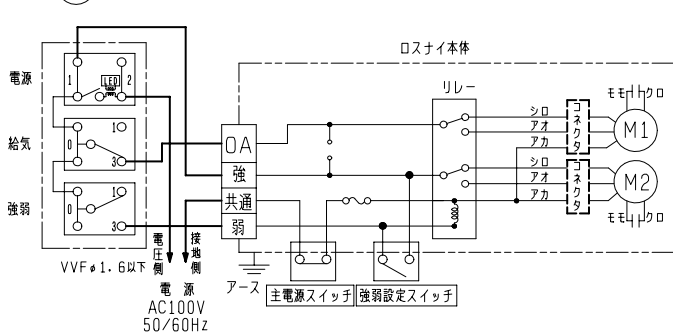 ロスナイ本体
電源
1
LED
2
給気
0
1
3
強弱
0
1
3
VVFφ1.6以下
電圧側
接地側
電源
AC100V
50/60Hz
OA
強
共通
弱
アース
主電源スイッチ
強弱設定スイッチ
リレー
シロ
アオ
アカ
コネクタ
モモ
クロ
M1
シロ
アオ
アカ
コネクタ
M2
モモ
クロ